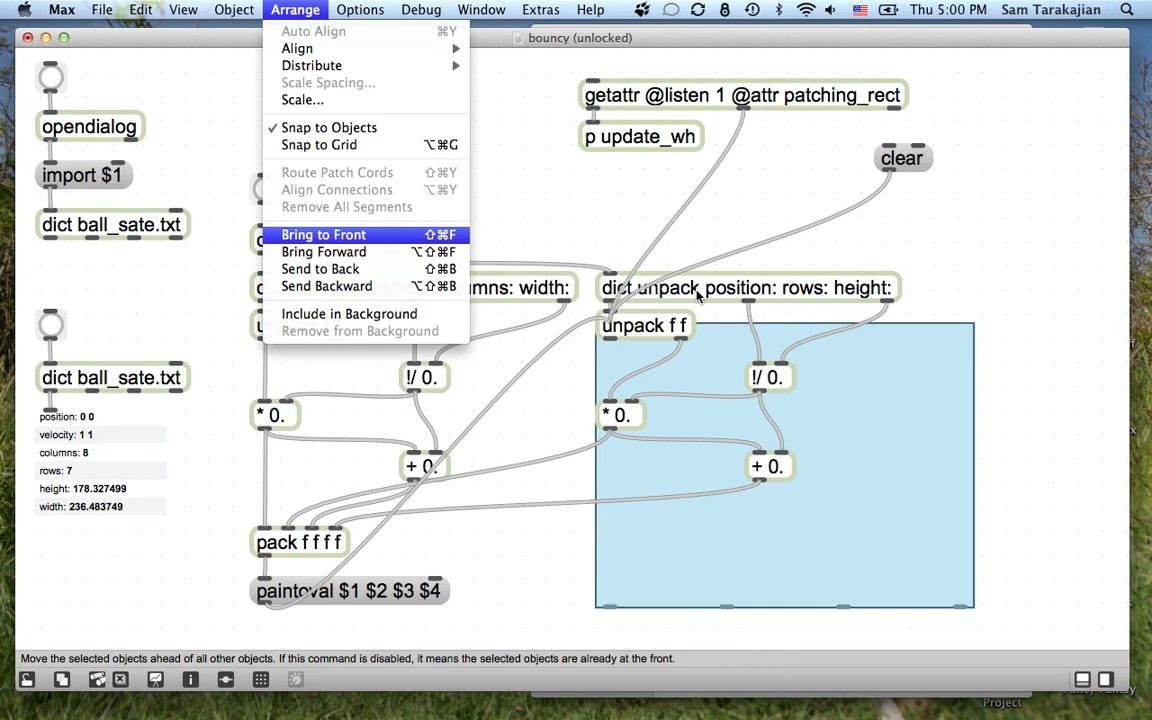 Max File Edit View Object Arrange Options Debug Window Extras Help Thu 5:00 PM Sam Tarakjian
bouncy (unlocked)
Auto Align ⌘Y
Align
Distribute
Scale Spacing...
Scale...
✓ Snap to Objects
Snap to Grid ⌥⌘G
Route Patch Cords ⇧⌘Y
Align Connections ⌥⌘Y
Remove All Segments
Bring to Front ⇧⌘F
Bring Forward ⌥⇧⌘F
Send to Back ⇧⌘B
Send Backward ⌥⇧⌘B
Include in Background
Remove from Background
opendialog
import $1
dict ball_sate.txt
dict ball_sate.txt
position: 0 0
velocity: 1 1
columns: 8
rows: 7
height: 178.327499
width: 236.483749
getattr @listen 1 @attr patching_rect
p update_wh
clear
mns: width:
dict unpack position: rows: height:
unpack f f
!/ 0.
!/ 0.
* 0.
* 0.
+ 0.
+ 0.
pack f f f f
paintoval $1 $2 $3 $4
Move the selected objects ahead of all other objects. If this command is disabled, it means the selected objects are already at the front.
Project